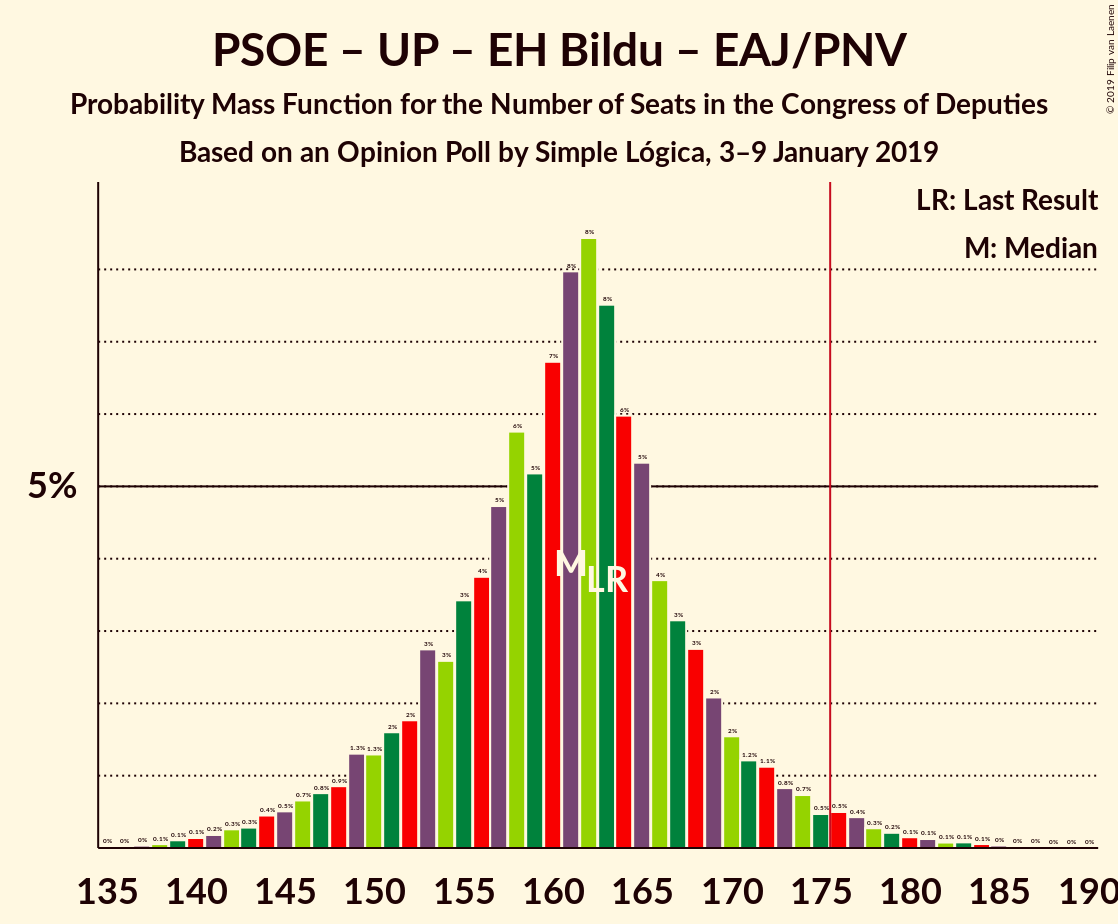 PSOE – UP – EH Bildu – EAJ/PNV
Probability Mass Function for the Number of Seats in the Congress of Deputies
Based on an Opinion Poll by Simple Lógica, 3–9 January 2019
© 2019 Filip van Laenen
LR: Last Result
M: Median
5%
0% 0% 0% 0.1% 0.1% 0.1% 0.2% 0.3% 0.3% 0.4% 0.5% 0.7% 0.8% 0.9% 1.3% 1.3% 2% 2% 3% 3% 3% 4% 5% 6% 5% 7% 8% 8% 8% 6% 5% 4% 3% 3% 2% 2% 1.2% 1.1% 0.8% 0.7% 0.5% 0.5% 0.4% 0.3% 0.2% 0.1% 0.1% 0.1% 0.1% 0.1% 0% 0% 0% 0% 0% 0%
M
LR
135 140 145 150 155 160 165 170 175 180 185 190